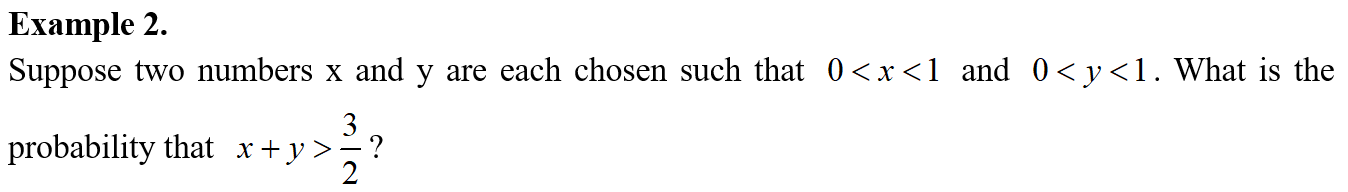 Example 2.
Suppose two numbers x and y are each chosen such that 0 < x < 1 and 0 < y < 1. What is the
probability that x + y > 3/2 ?